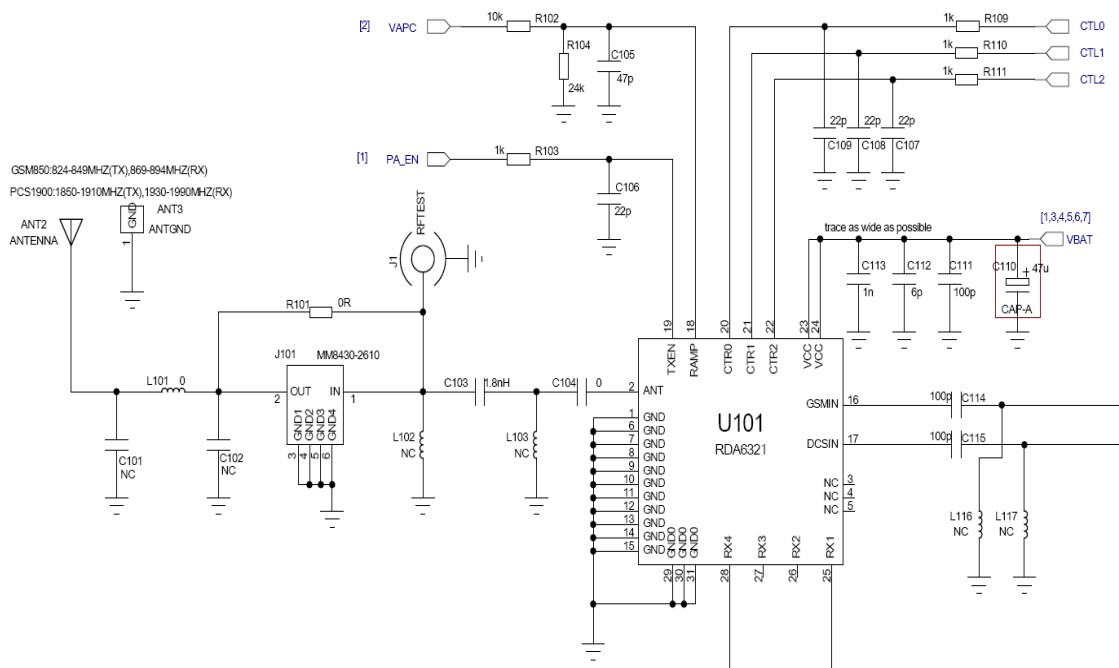 [2] VAPC
10k R102
R104
24k
C105
47p
1k R109 CTL0
1k R110 CTL1
1k R111 CTL2
22p 22p 22p
C109 C108 C107
[1] PA_EN
1k R103
C106
22p
GSM850:824-849MHZ(TX),869-894MHZ(RX)
PCS1900:1850-1910MHZ(TX),1930-1990MHZ(RX)
ANT2
ANTENNA
GND
1
ANT3
ANTGND
RFTEST
J1
[1,3,4,5,6,7]
VBAT
trace as wide as possible
C113
1n
C112
6p
C111
100p
C110
+
47u
CAP-A
R101 0R
J101 MM8430-2610
L101 0
2 OUT IN 1
GND1
GND2
GND3
GND4
3
4
5
6
C101
NC
C102
NC
C103 1.8nH
C104 0
L102
NC
L103
NC
19 18 20 21 22 23 24
TXEN RAMP CTR0 CTR1 CTR2 VCC VCC
2 ANT
1 GND
6 GND
7 GND
8 GND
9 GND
10 GND
11 GND
12 GND
13 GND
14 GND
15 GND
U101
RDA6321
GSMIN 16
DCSIN 17
NC 3
NC 4
NC 5
GND0 GND0 GND0 RX4 RX3 RX2 RX1
29 30 31 28 27 26 25
100p C114
100p C115
L116
NC
L117
NC